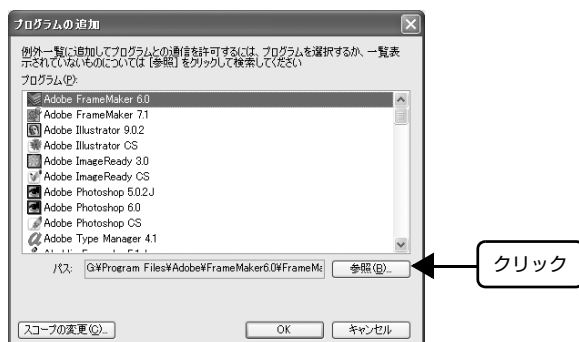 プログラムの追加
例外一覧に追加してプログラムとの通信を許可するには、プログラムを選択するか、一覧表
示されていないものについては [参照] をクリックして検索してください
プログラム(P):
Adobe FrameMaker 6.0
Adobe FrameMaker 7.1
Adobe Illustrator 9.0.2
Adobe Illustrator CS
Adobe ImageReady 3.0
Adobe ImageReady CS
Adobe Photoshop 5.0.2J
Adobe Photoshop 6.0
Adobe Photoshop CS
Adobe Type Manager 4.1
パス: G:¥Program Files¥Adobe¥FrameMaker6.0¥FrameMa 参照(B)...
クリック
スコープの変更(C)... OK キャンセル